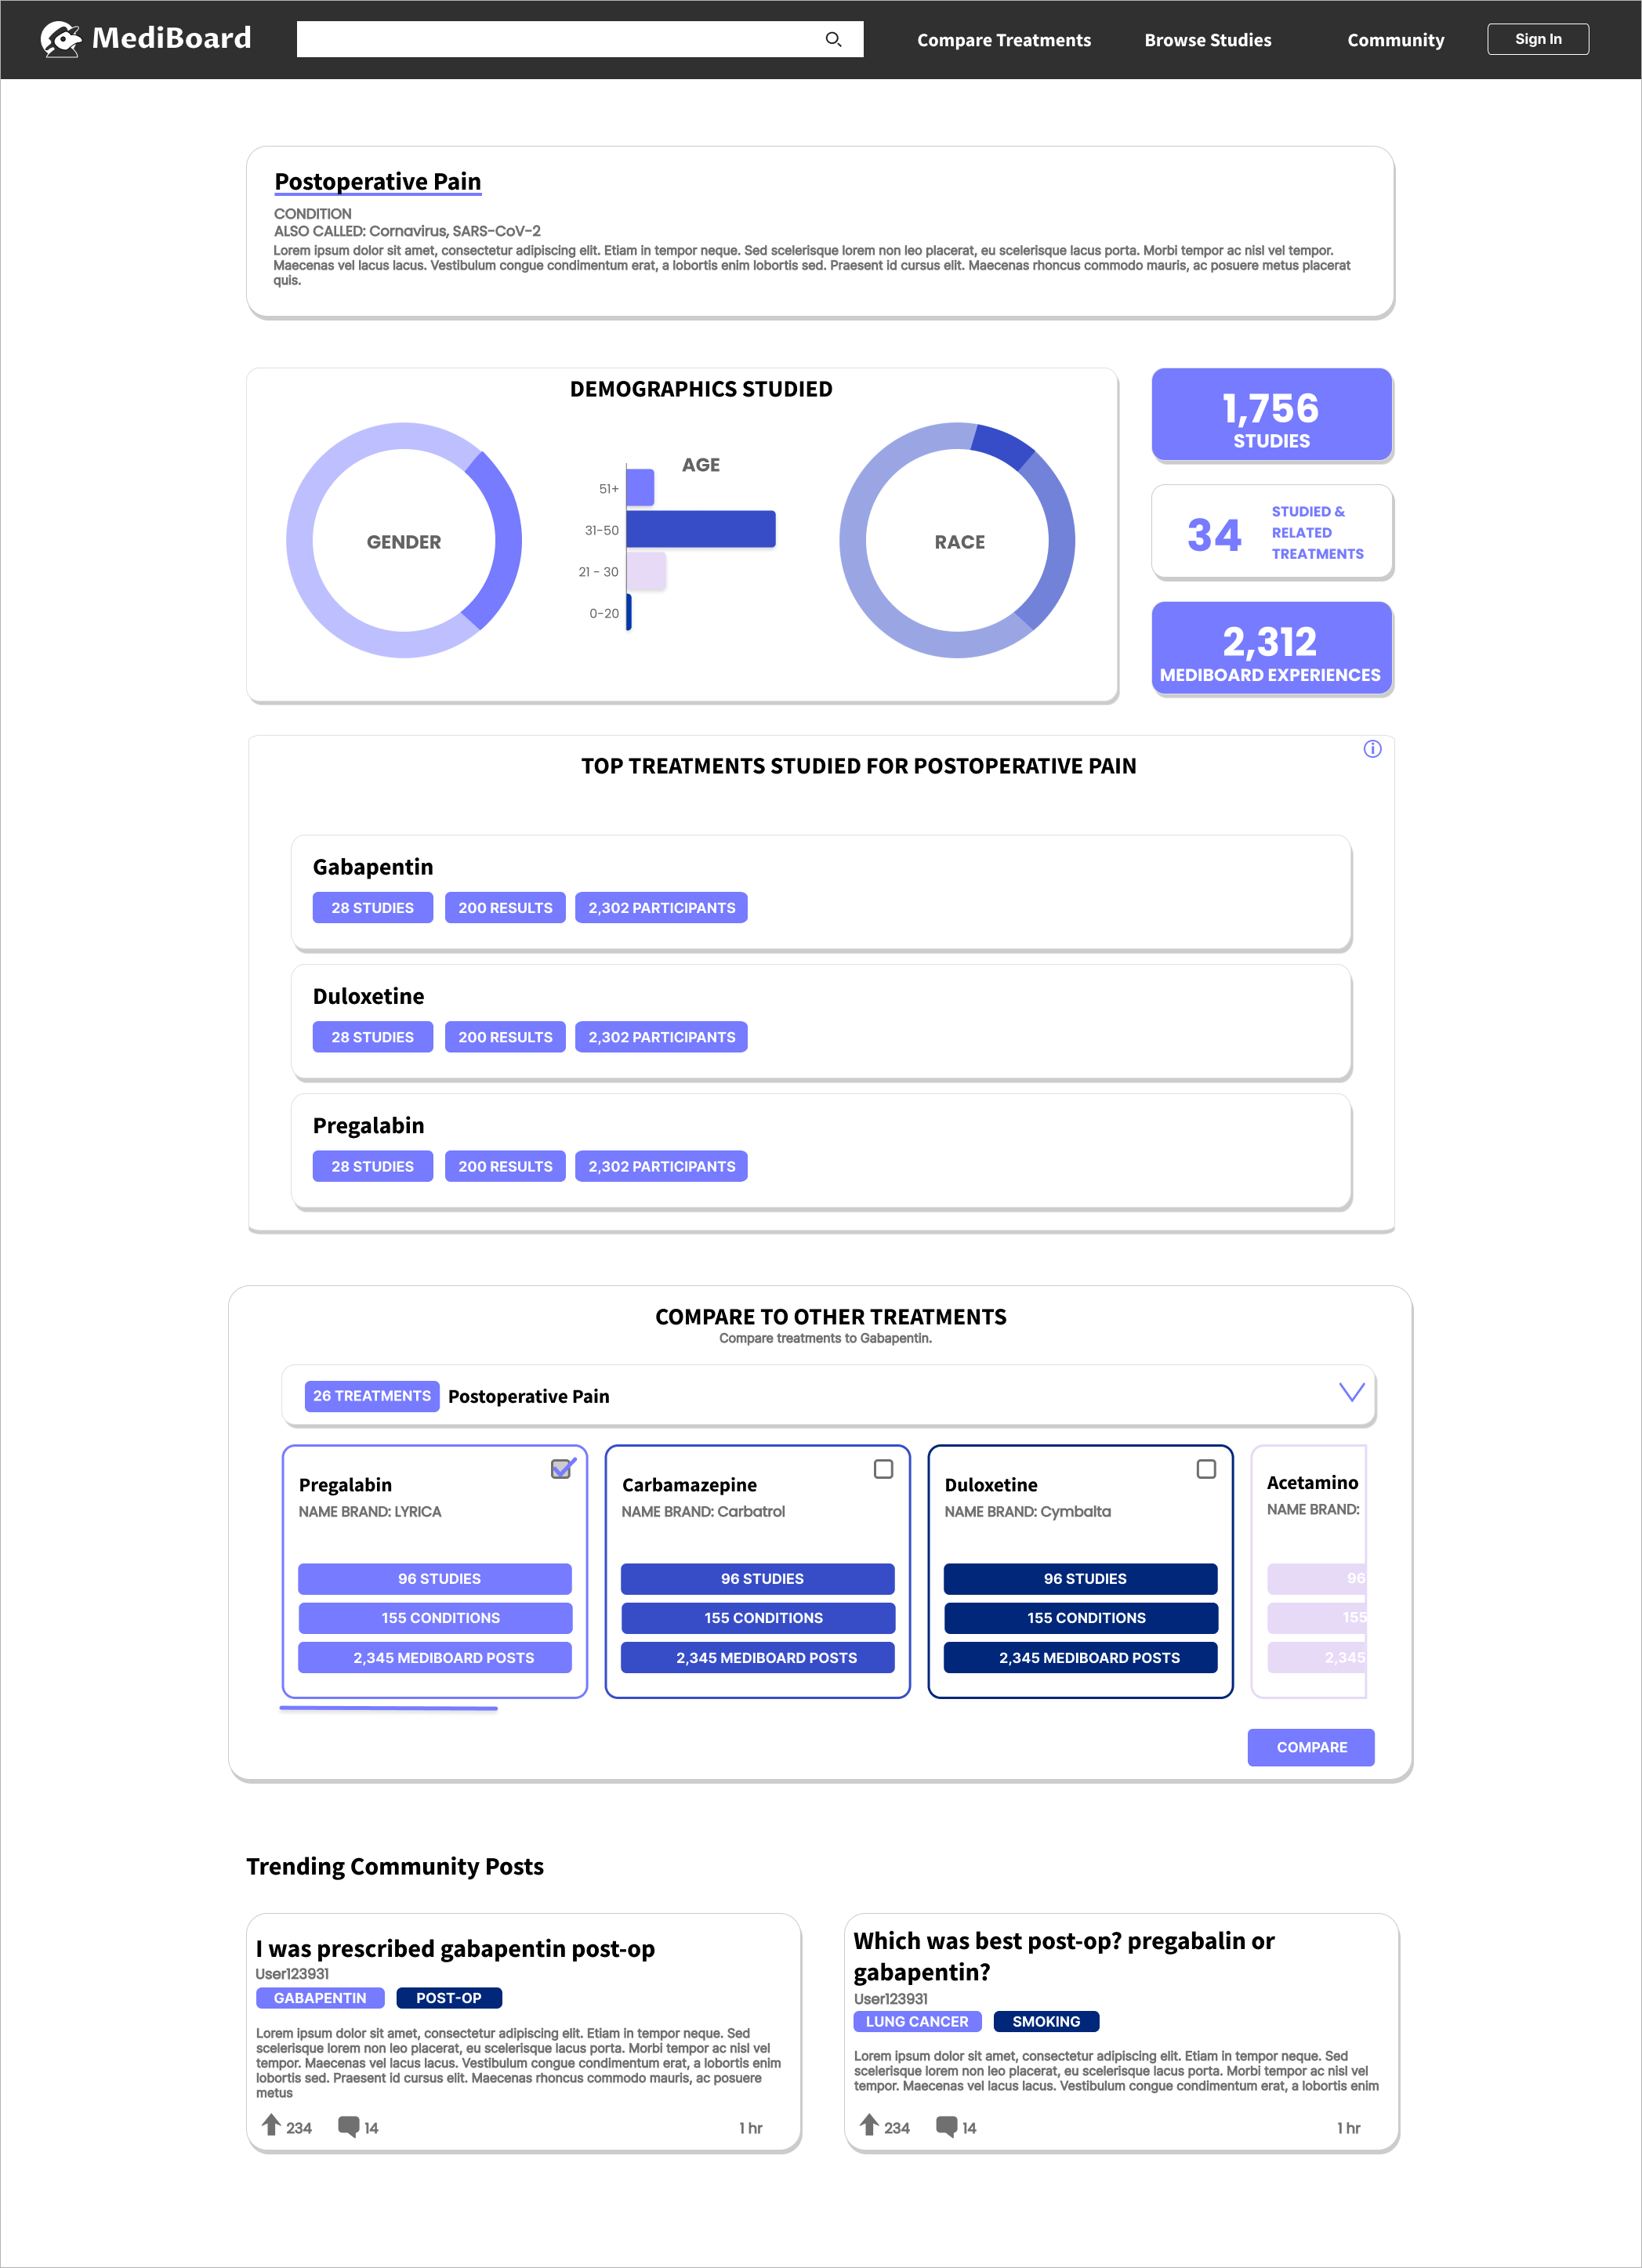 MediBoard
Compare Treatments
Browse Studies
Community
Sign In
Postoperative Pain
CONDITION
ALSO CALLED: Cornavirus, SARS-CoV-2
Lorem ipsum dolor sit amet, consectetur adipiscing elit. Etiam in tempor neque. Sed scelerisque lorem non leo placerat, eu scelerisque lacus porta. Morbi tempor ac nisl vel tempor.
Maecenas vel lacus lacus. Vestibulum congue condimentum erat, a lobortis enim lobortis sed. Praesent id cursus elit. Maecenas rhoncus commodo mauris, ac posuere metus placerat
quis.
DEMOGRAPHICS STUDIED
GENDER
AGE
51+
31-50
21 - 30
0-20
RACE
1,756
STUDIES
34
STUDIED &
RELATED
TREATMENTS
2,312
MEDIBOARD EXPERIENCES
TOP TREATMENTS STUDIED FOR POSTOPERATIVE PAIN
Gabapentin
28 STUDIES
200 RESULTS
2,302 PARTICIPANTS
Duloxetine
28 STUDIES
200 RESULTS
2,302 PARTICIPANTS
Pregalabin
28 STUDIES
200 RESULTS
2,302 PARTICIPANTS
COMPARE TO OTHER TREATMENTS
Compare treatments to Gabapentin.
26 TREATMENTS
Postoperative Pain
Pregalabin
NAME BRAND: LYRICA
96 STUDIES
155 CONDITIONS
2,345 MEDIBOARD POSTS
Carbamazepine
NAME BRAND: Carbatrol
96 STUDIES
155 CONDITIONS
2,345 MEDIBOARD POSTS
Duloxetine
NAME BRAND: Cymbalta
96 STUDIES
155 CONDITIONS
2,345 MEDIBOARD POSTS
Acetamino
NAME BRAND:
96
155
2,345
COMPARE
Trending Community Posts
I was prescribed gabapentin post-op
User123931
GABAPENTIN
POST-OP
Lorem ipsum dolor sit amet, consectetur adipiscing elit. Etiam in tempor neque. Sed
scelerisque lorem non leo placerat, eu scelerisque lacus porta. Morbi tempor ac nisl vel
tempor. Maecenas vel lacus lacus. Vestibulum congue condimentum erat, a lobortis enim
lobortis sed. Praesent id cursus elit. Maecenas rhoncus commodo mauris, ac posuere
metus
234
14
1 hr
Which was best post-op? pregabalin or
gabapentin?
User123931
LUNG CANCER
SMOKING
Lorem ipsum dolor sit amet, consectetur adipiscing elit. Etiam in tempor neque. Sed
scelerisque lorem non leo placerat, eu scelerisque lacus porta. Morbi tempor ac nisl vel
tempor. Maecenas vel lacus lacus. Vestibulum congue condimentum erat, a lobortis enim
234
14
1 hr